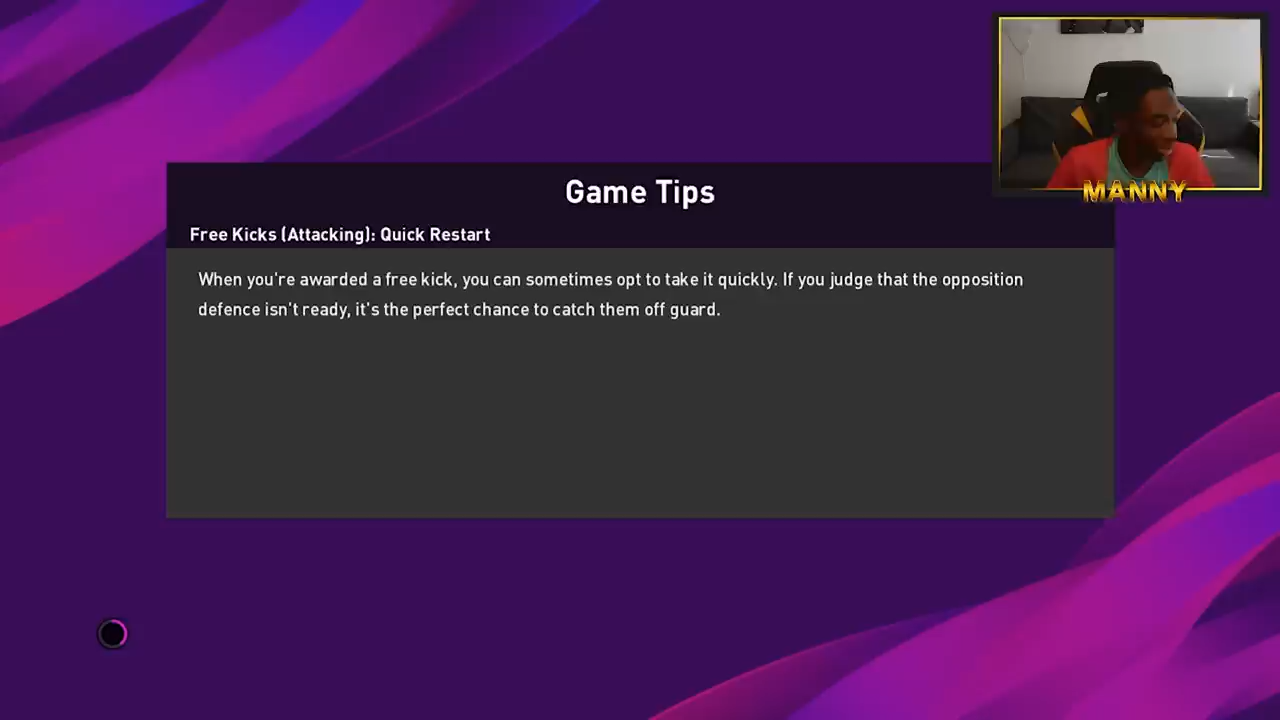 MANNY
Game Tips
Free Kicks (Attacking): Quick Restart
When you're awarded a free kick, you can sometimes opt to take it quickly. If you judge that the opposition
defence isn't ready, it's the perfect chance to catch them off guard.